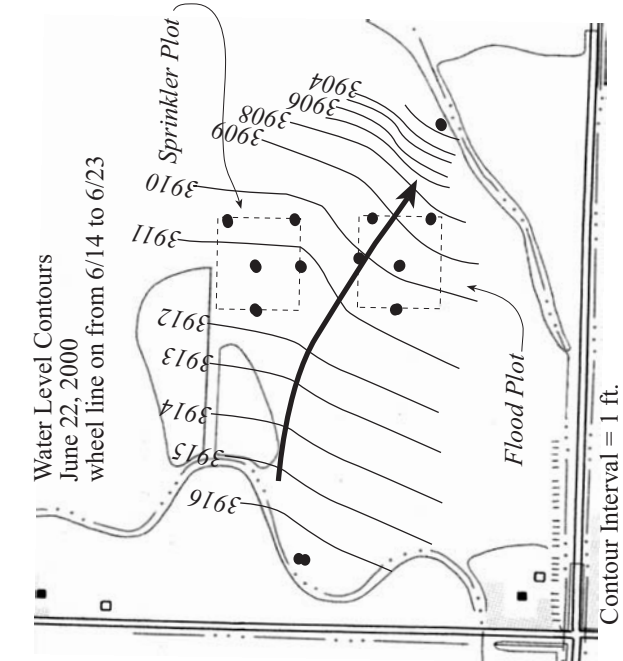 Water Level Contours
June 22, 2000
wheel line on from 6/14 to 6/23
Sprinkler Plot
3904
3906
3908
3909
3910
3911
3912
3913
3914
3915
3916
Flood Plot
Contour Interval = 1 ft.